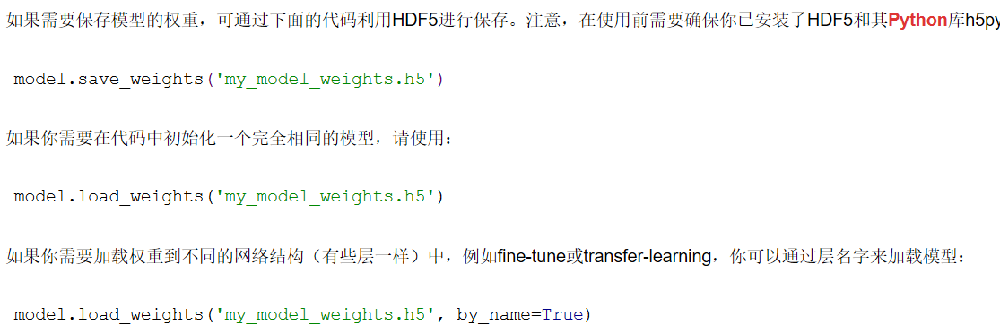 如果需要保存模型的权重，可通过下面的代码利用HDF5进行保存。注意，在使用前需要确保你已安装了HDF5和其Python库h5py
model.save_weights('my_model_weights.h5')
如果你需要在代码中初始化一个完全相同的模型，请使用：
model.load_weights('my_model_weights.h5')
如果你需要加载权重到不同的网络结构（有些层一样）中，例如fine-tune或transfer-learning，你可以通过层名字来加载模型：
model.load_weights('my_model_weights.h5', by_name=True)